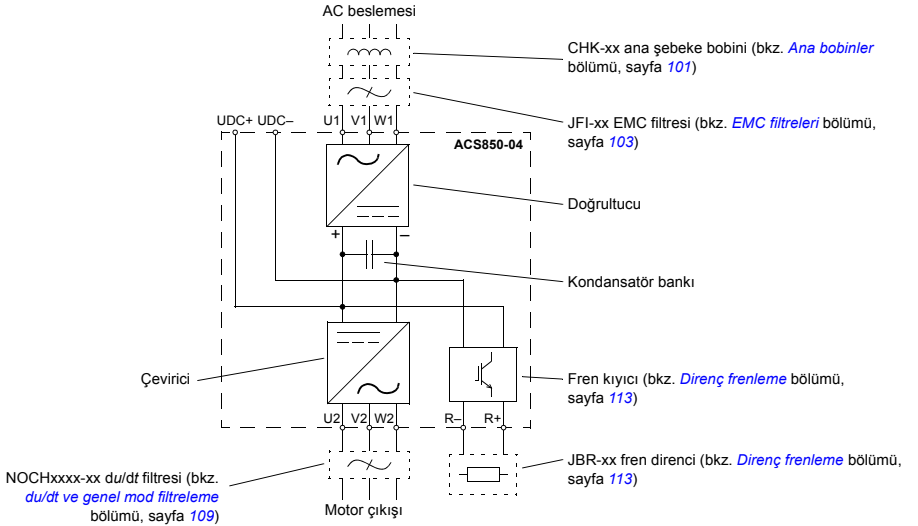 AC beslemesi
CHK-xx ana şebeke bobini (bkz. Ana bobinler
bölümü, sayfa 101)
JFI-xx EMC filtresi (bkz. EMC filtreleri bölümü,
sayfa 103)
UDC+ UDC– U1 V1 W1
ACS850-04
Doğrultucu
+ –
Kondansatör bankı
Çevirici
Fren kıyıcı (bkz. Direnç frenleme bölümü,
sayfa 113)
U2 V2 W2 R– R+
JBR-xx fren direnci (bkz. Direnç frenleme bölümü,
sayfa 113)
NOCHxxxx-xx du/dt filtresi (bkz.
du/dt ve genel mod filtreleme
bölümü, sayfa 109)
Motor çıkışı